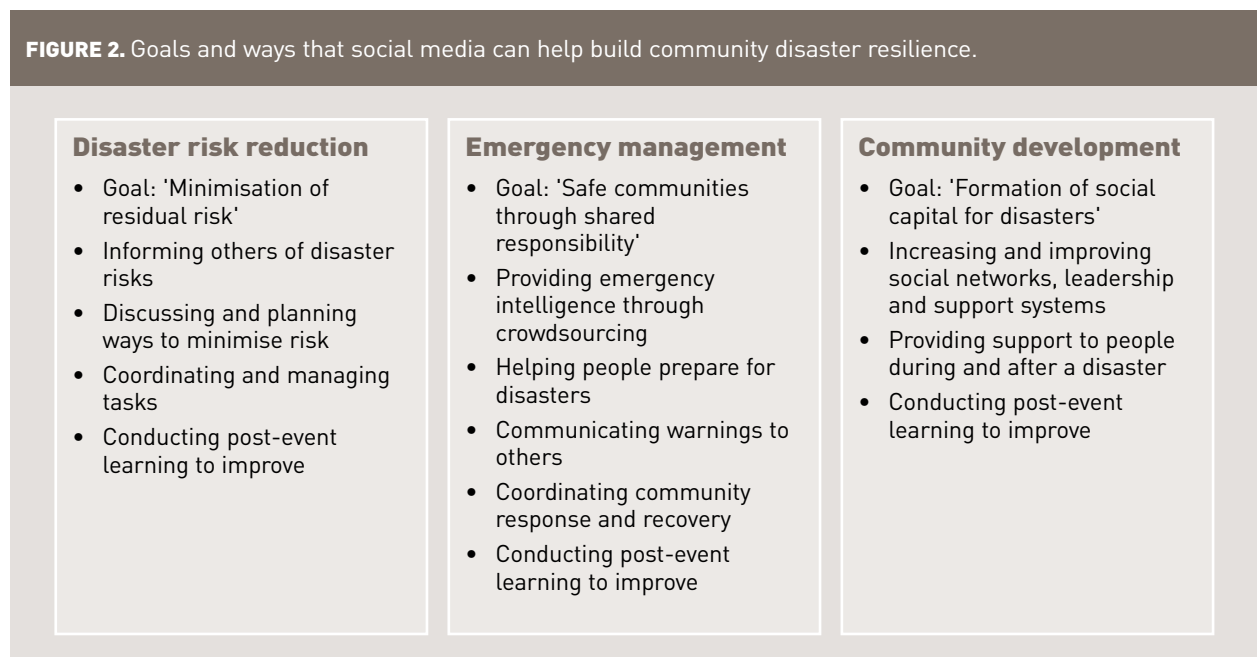 FIGURE 2. Goals and ways that social media can help build community disaster resilience.
Disaster risk reduction
• Goal: 'Minimisation of
residual risk'
• Informing others of disaster
risks
• Discussing and planning
ways to minimise risk
• Coordinating and managing
tasks
• Conducting post-event
learning to improve
Emergency management
• Goal: 'Safe communities
through shared
responsibility'
• Providing emergency
intelligence through
crowdsourcing
• Helping people prepare for
disasters
• Communicating warnings to
others
• Coordinating community
response and recovery
• Conducting post-event
learning to improve
Community development
• Goal: 'Formation of social
capital for disasters'
• Increasing and improving
social networks, leadership
and support systems
• Providing support to people
during and after a disaster
• Conducting post-event
learning to improve